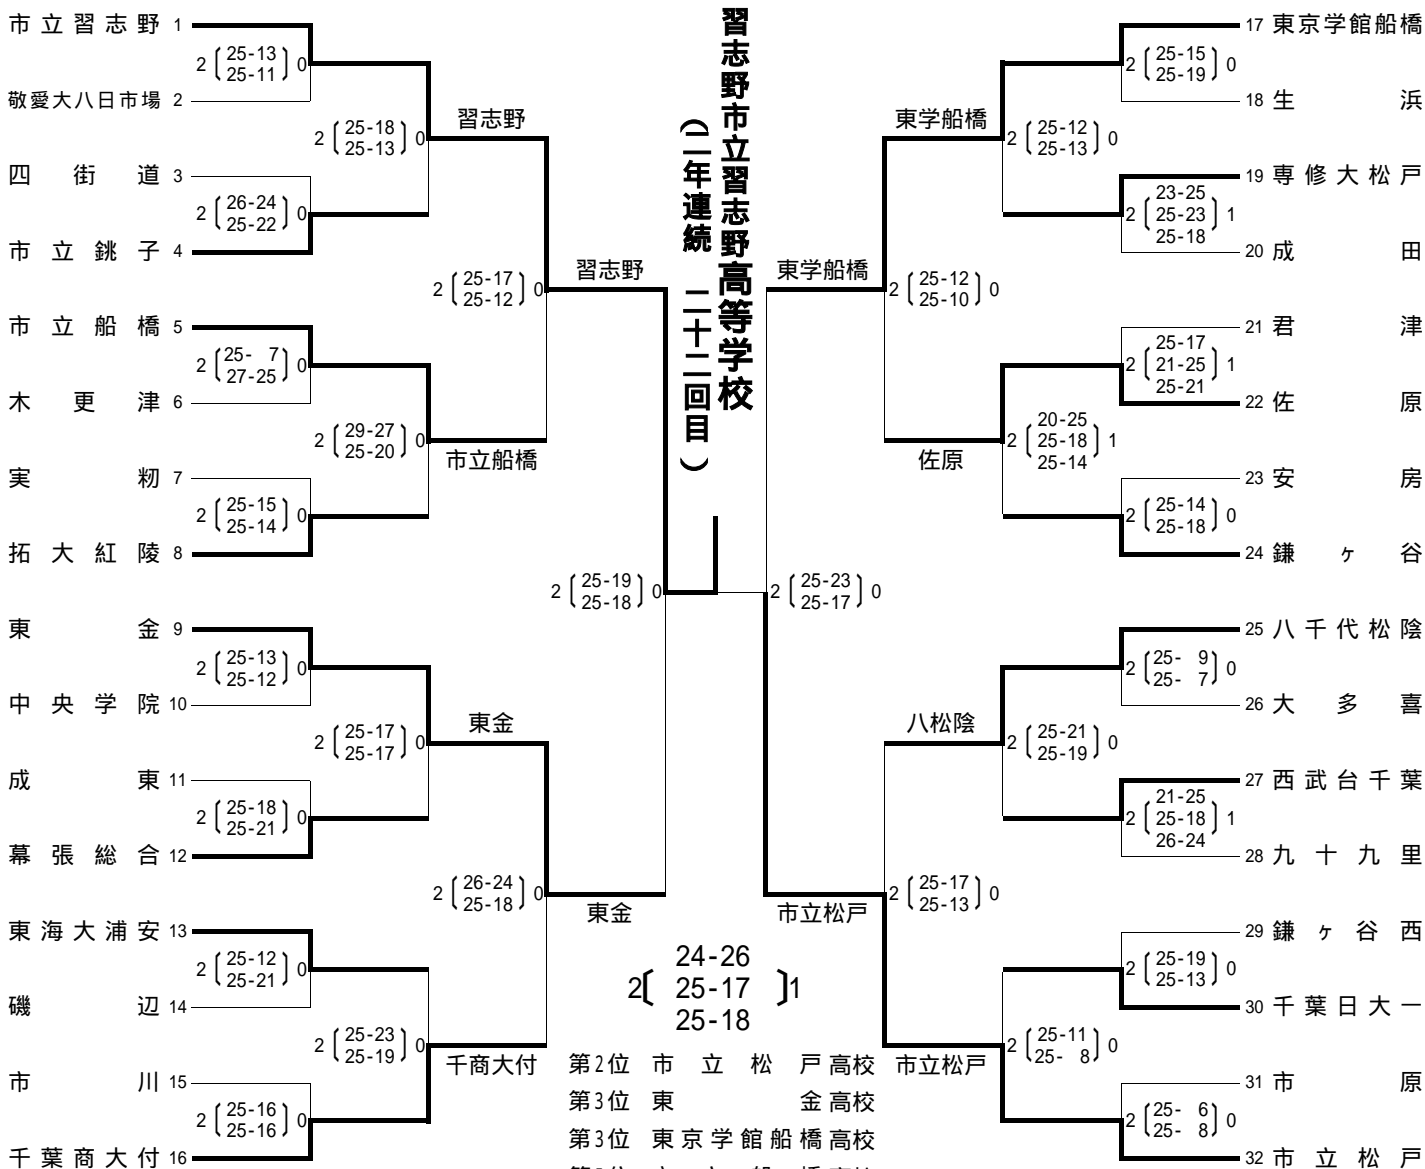 習志野市立習志野高等学校
（二年連続　二十二回目）
市立習志野 1
2 〔25-13 25-11〕 0
敬愛大八日市場 2
2 〔25-18 25-13〕 0
習志野
四街道 3
2 〔26-24 25-22〕 0
市立銚子 4
2 〔25-17 25-12〕 0
習志野
市立船橋 5
2 〔25- 7 27-25〕 0
木更津 6
2 〔29-27 25-20〕 0
市立船橋
実籾 7
2 〔25-15 25-14〕 0
拓大紅陵 8
2 〔25-19 25-18〕 0
東金 9
2 〔25-13 25-12〕 0
中央学院 10
2 〔25-17 25-17〕 0
東金
成東 11
2 〔25-18 25-21〕 0
幕張総合 12
2 〔26-24 25-18〕 0
東金
東海大浦安 13
2 〔25-12 25-21〕 0
磯辺 14
2 〔25-23 25-19〕 0
千商大付
市川 15
2 〔25-16 25-16〕 0
千葉商大付 16
17 東京学館船橋
2 〔25-15 25-19〕 0
18 生浜
東学船橋
2 〔25-12 25-13〕 0
19 専修大松戸
2 〔23-25 25-23 25-18〕 1
20 成田
東学船橋
2 〔25-12 25-10〕 0
21 君津
2 〔25-17 21-25 25-21〕 1
22 佐原
2 〔20-25 25-18 25-14〕 1
佐原
23 安房
2 〔25-14 25-18〕 0
24 鎌ヶ谷
2 〔25-23 25-17〕 0
25 八千代松陰
2 〔25- 9 25- 7〕 0
26 大多喜
八松陰
2 〔25-21 25-19〕 0
27 西武台千葉
2 〔21-25 25-18 26-24〕 1
28 九十九里
2 〔25-17 25-13〕 0
市立松戸
29 鎌ヶ谷西
2 〔25-19 25-13〕 0
30 千葉日大一
2 〔25-11 25- 8〕 0
市立松戸
31 市原
2 〔25- 6 25- 8〕 0
32 市立松戸
2〔24-26 25-17 25-18〕1
第2位 市立松戸高校
第3位 東金高校
第3位 東京学館船橋高校